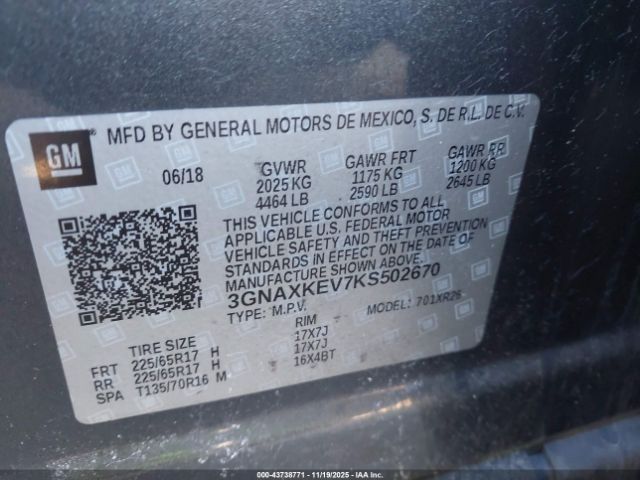 GM
MFD BY GENERAL MOTORS DE MEXICO, S. DE R.L. DE C.V.
06/18
GVWR GAWR FRT GAWR RR
2025 KG 1175 KG 1200 KG
4464 LB 2590 LB 2645 LB
THIS VEHICLE CONFORMS TO ALL
APPLICABLE U.S. FEDERAL MOTOR
VEHICLE SAFETY AND THEFT PREVENTION
STANDARDS IN EFFECT ON THE DATE OF
MANUFACTURE SHOWN ABOVE.
3GNAXKEV7KS502670
TYPE: M.P.V. MODEL: 701XR26
TIRE SIZE RIM
FRT 225/65R17 H 17X7J
RR 225/65R17 H 17X7J
SPA T135/70R16 M 16X4BT
000-43738771 - 11/19/2025 - IAA Inc.